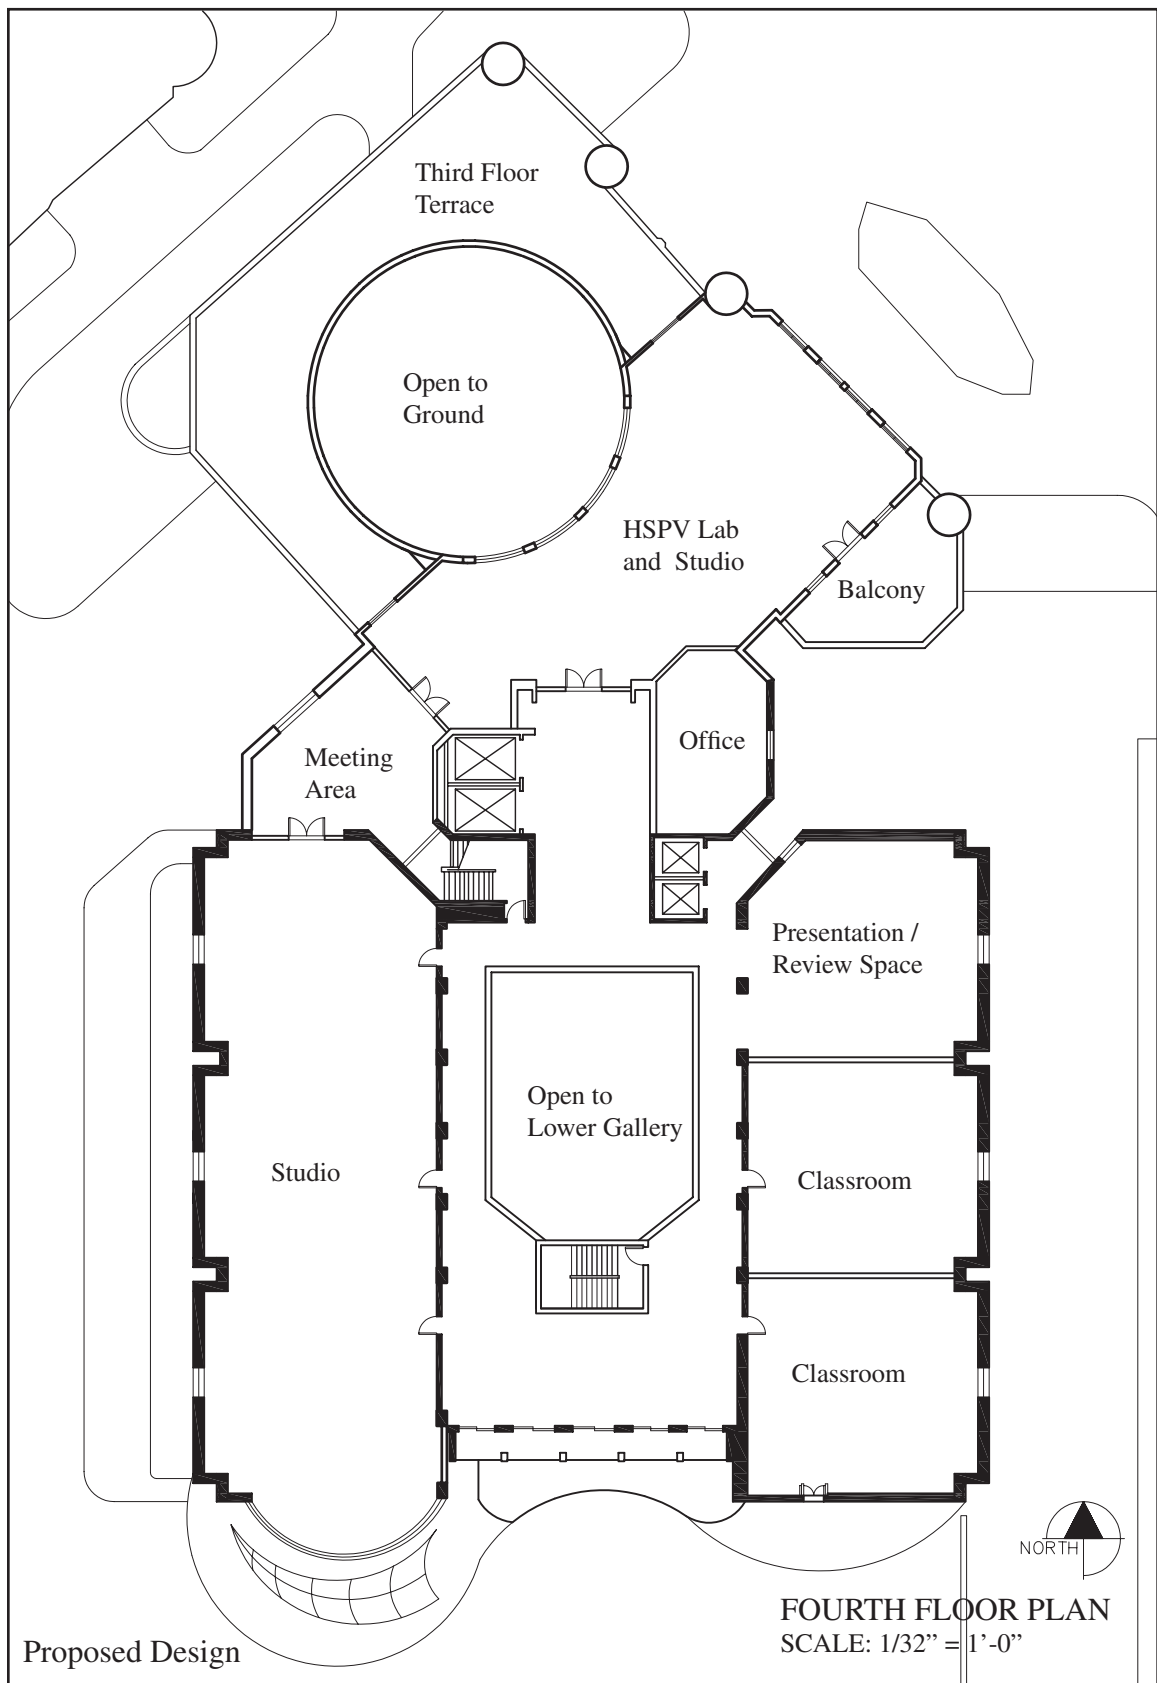 Third Floor
Terrace
Open to
Ground
HSPV Lab
and Studio
Balcony
Office
Meeting
Area
Presentation /
Review Space
Open to
Lower Gallery
Studio
Classroom
Classroom
NORTH
FOURTH FLOOR PLAN
SCALE: 1/32” = 1’-0”
Proposed Design